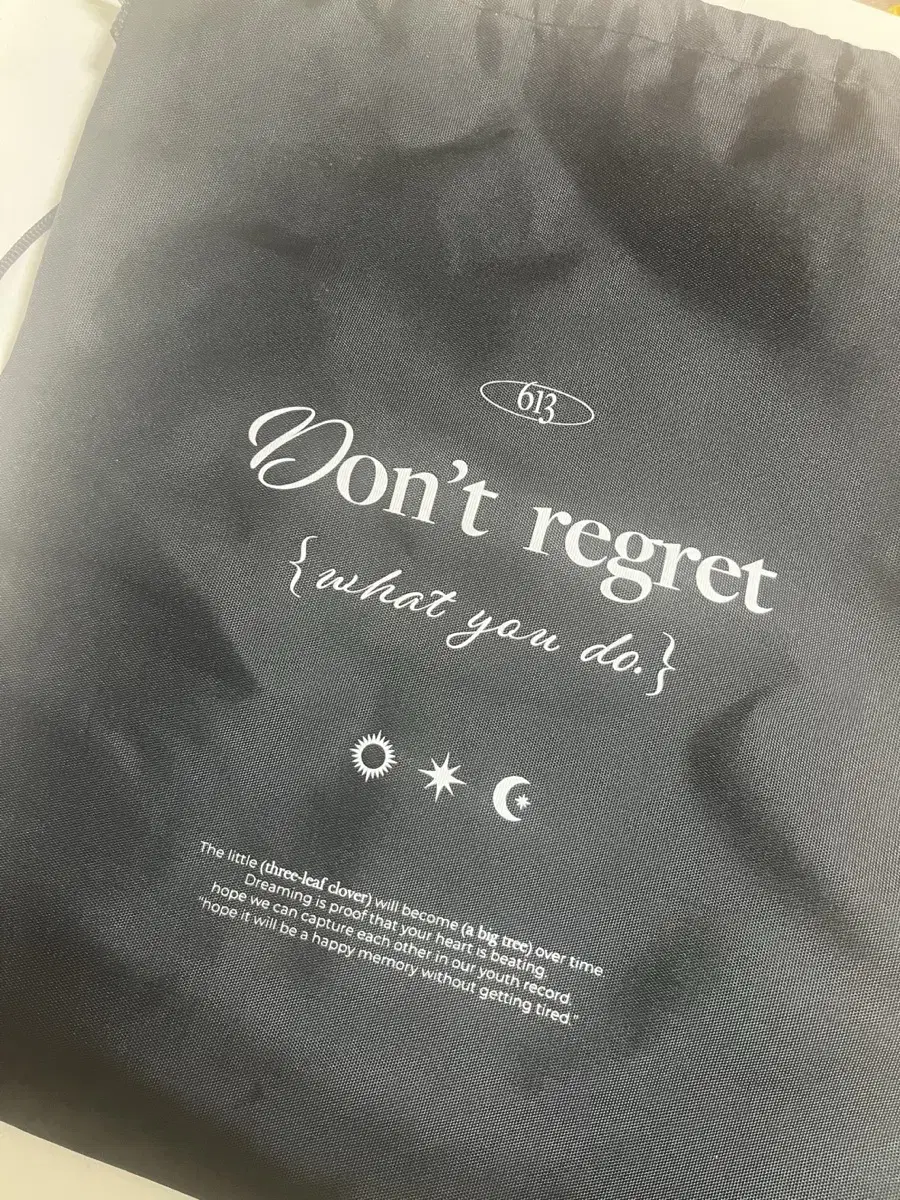 613
Don't regret
{what you do.}
The little (three-leaf clover) will become (a big tree) over time.
Dreaming is proof that your heart is beating.
hope we can capture each other in our youth record.
"hope it will be a happy memory without getting tired."